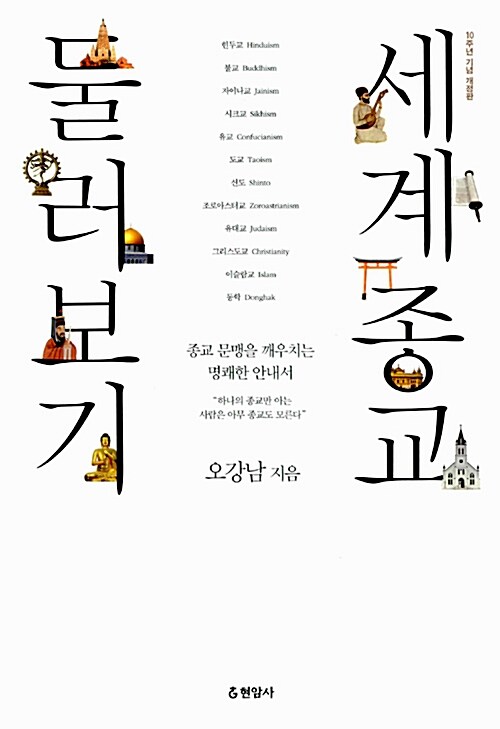 10주년 기념 개정판
세계종교
둘러보기
힌두교 Hinduism
불교 Buddhism
자이나교 Jainism
시크교 Sikhism
유교 Confucianism
도교 Taoism
신도 Shinto
조로아스터교 Zoroastrianism
유대교 Judaism
그리스도교 Christianity
이슬람교 Islam
동학 Donghak
종교 문맹을 깨우치는
명쾌한 안내서
“하나의 종교만 아는
사람은 아무 종교도 모른다”
오강남 지음
현암사